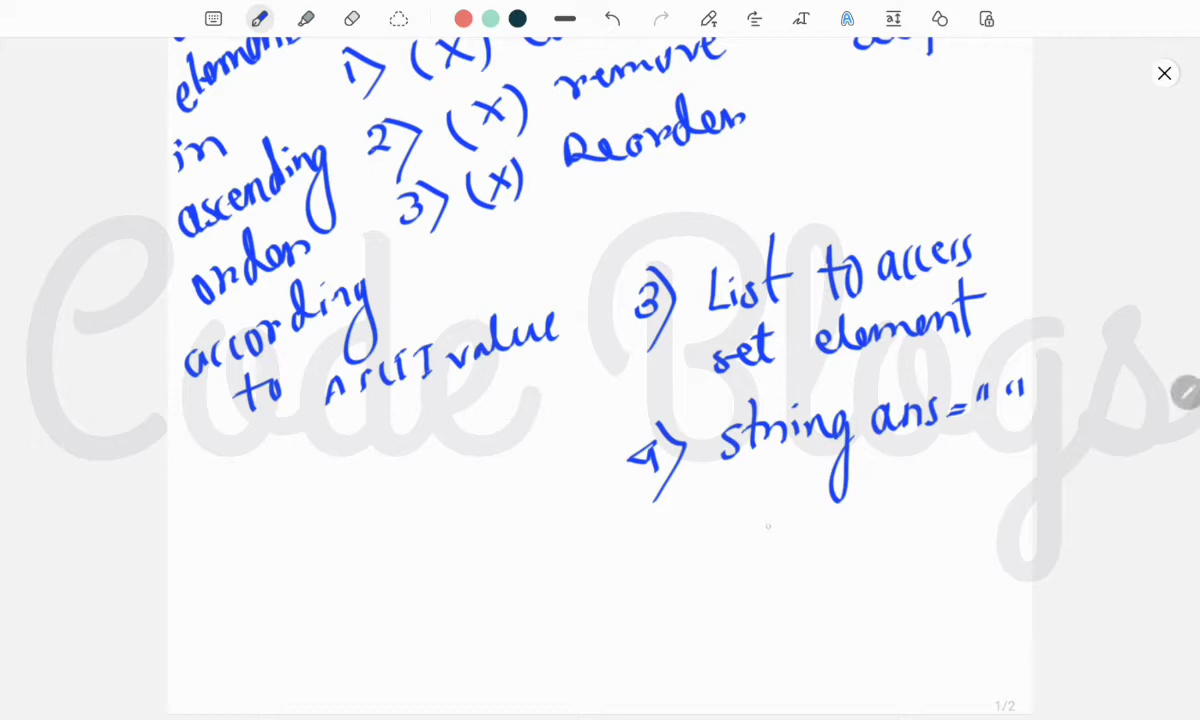 element
in
ascending
order
according
to ASCII value
1) (X)
2) (X) remove
3) (X) Reorder
3) List to access
set element
4) string ans = " "
Code Blogs
1/2